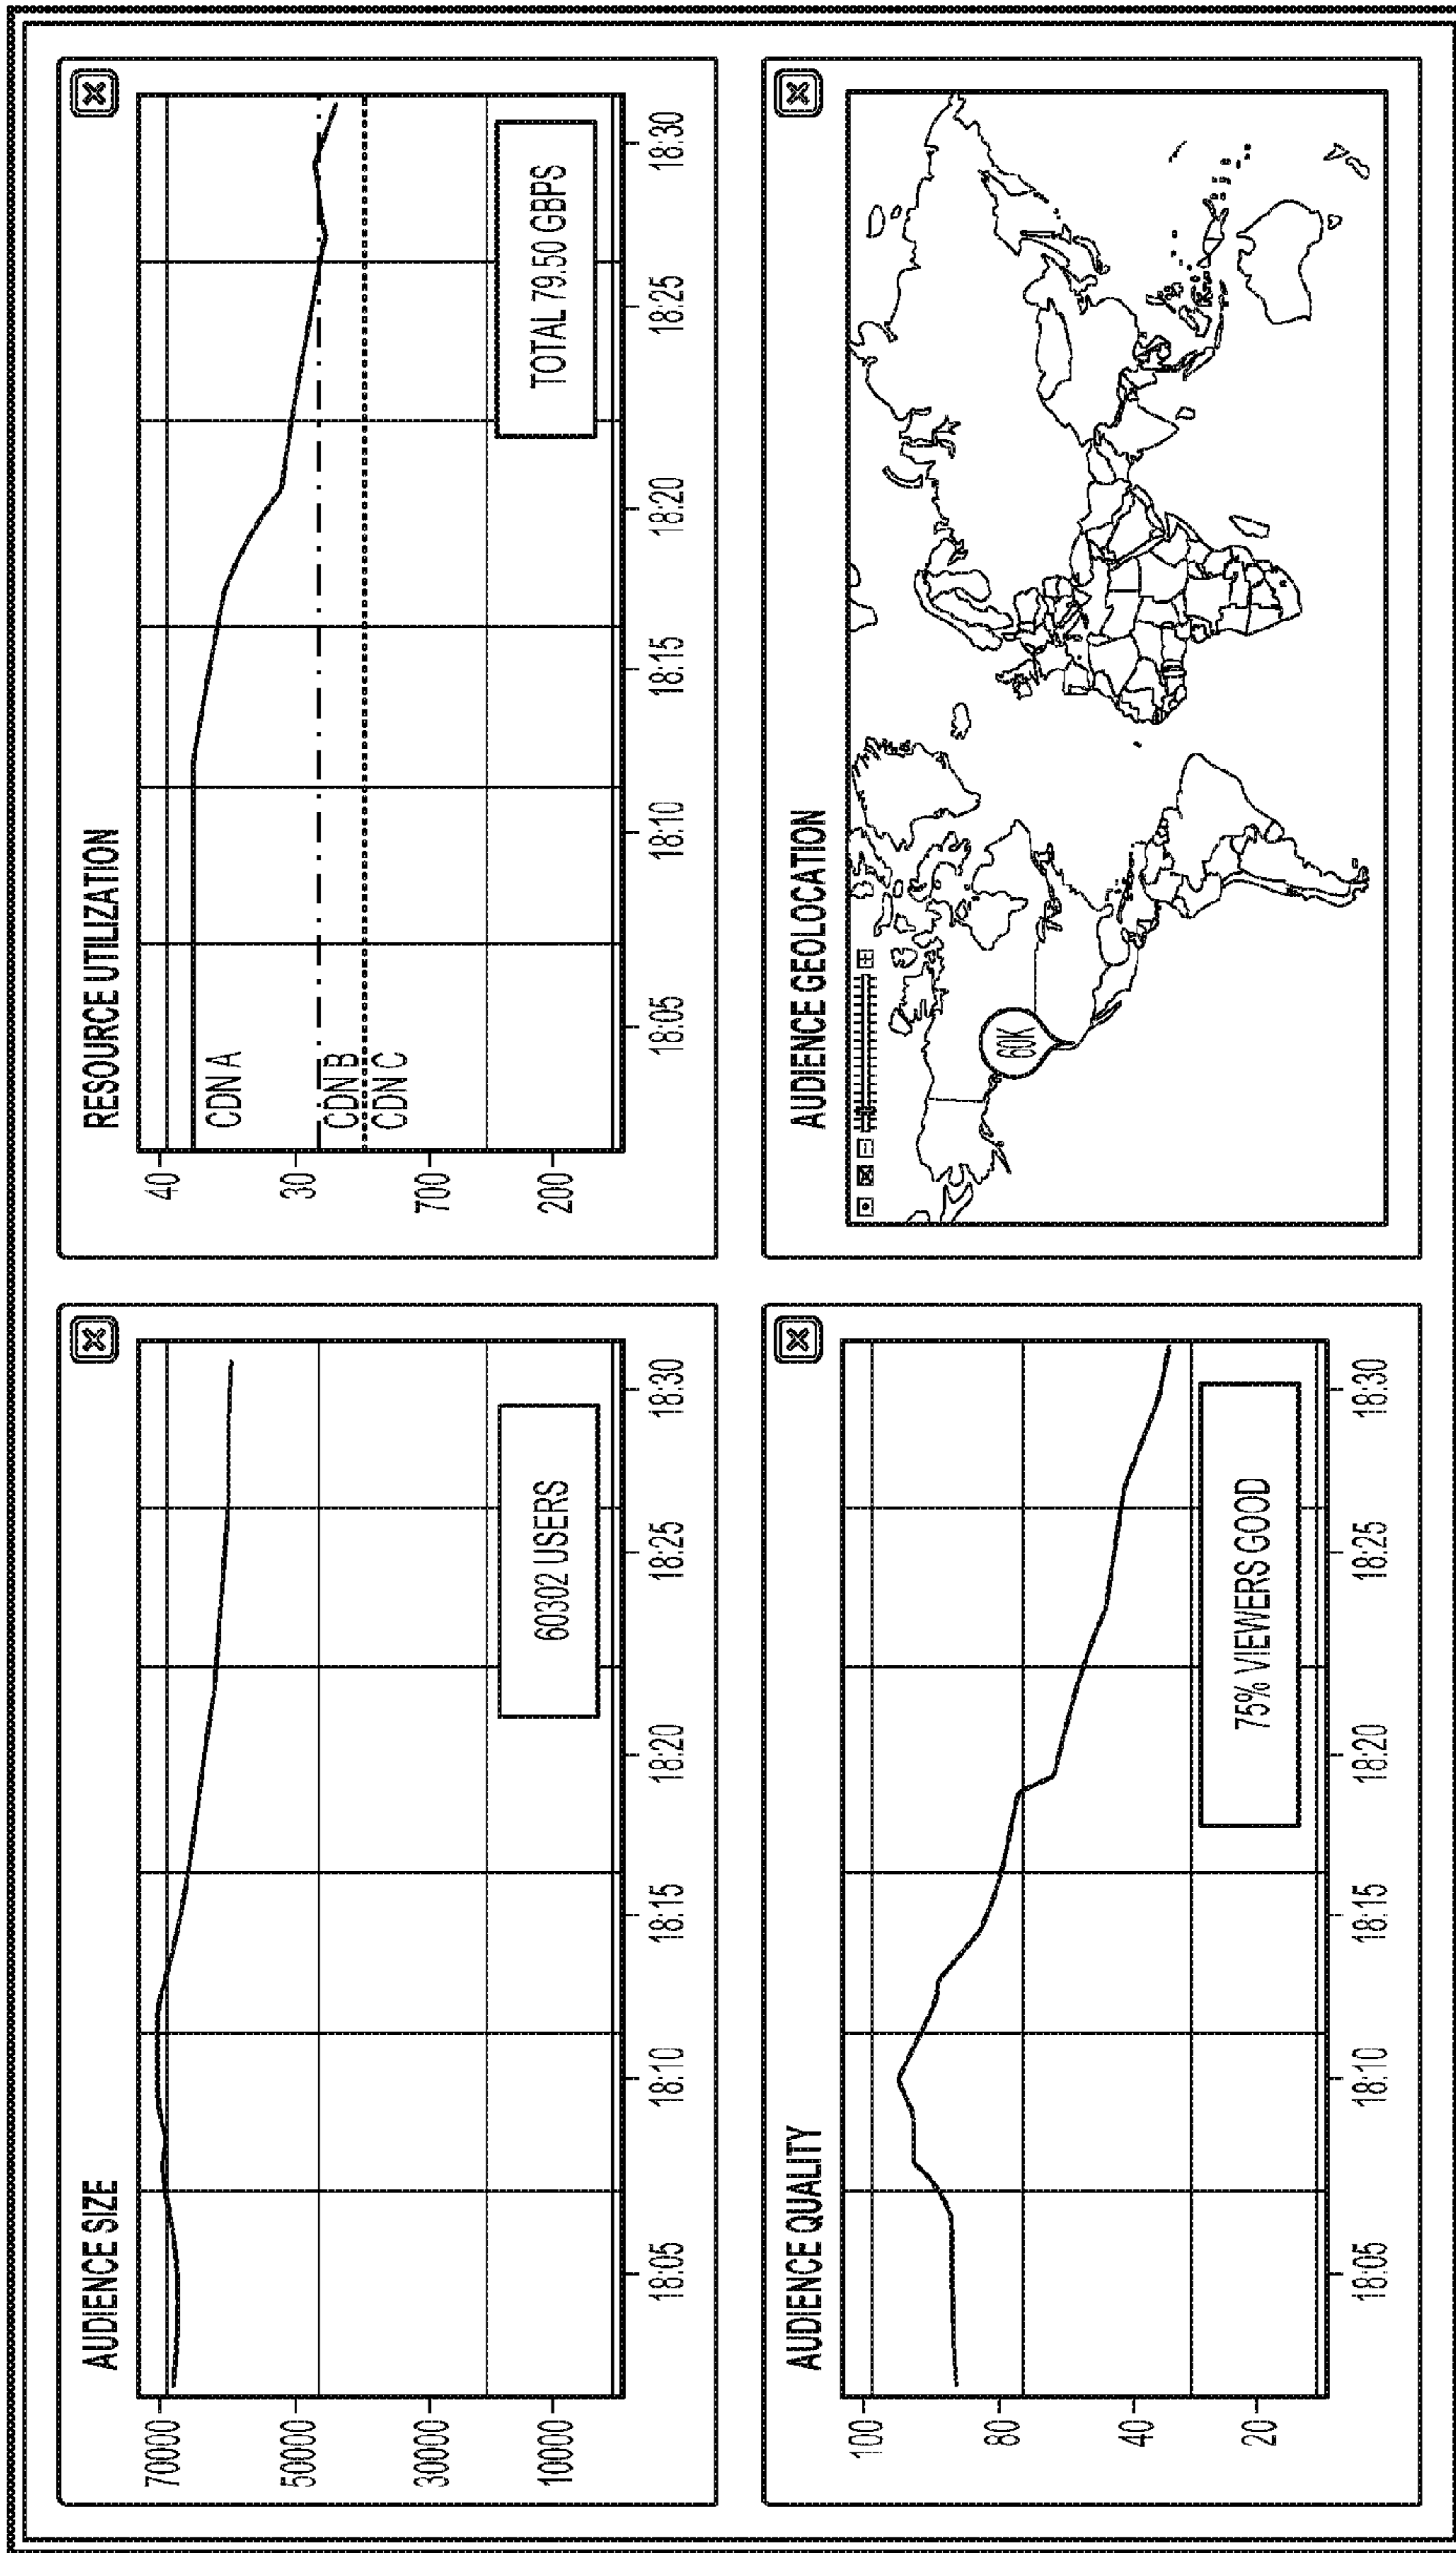 AUDIENCE SIZE
70000
50000
30000
10000
60302 USERS
18:05 18:10 18:15 18:20 18:25 18:30
RESOURCE UTILIZATION
40
30
700
200
CDN A
CDN B
CDN C
TOTAL 79.50 GBPS
18:05 18:10 18:15 18:20 18:25 18:30
AUDIENCE QUALITY
100
80
40
20
75% VIEWERS GOOD
18:05 18:10 18:15 18:20 18:25 18:30
AUDIENCE GEOLOCATION
60K